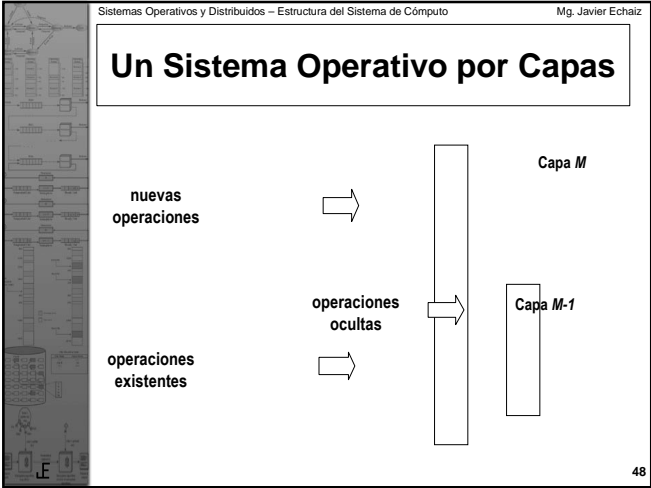 Sistemas Operativos y Distribuidos – Estructura del Sistema de Cómputo Mg. Javier Echaiz
Un Sistema Operativo por Capas
Capa M
nuevas
operaciones
operaciones
ocultas
Capa M-1
operaciones
existentes
JE
48